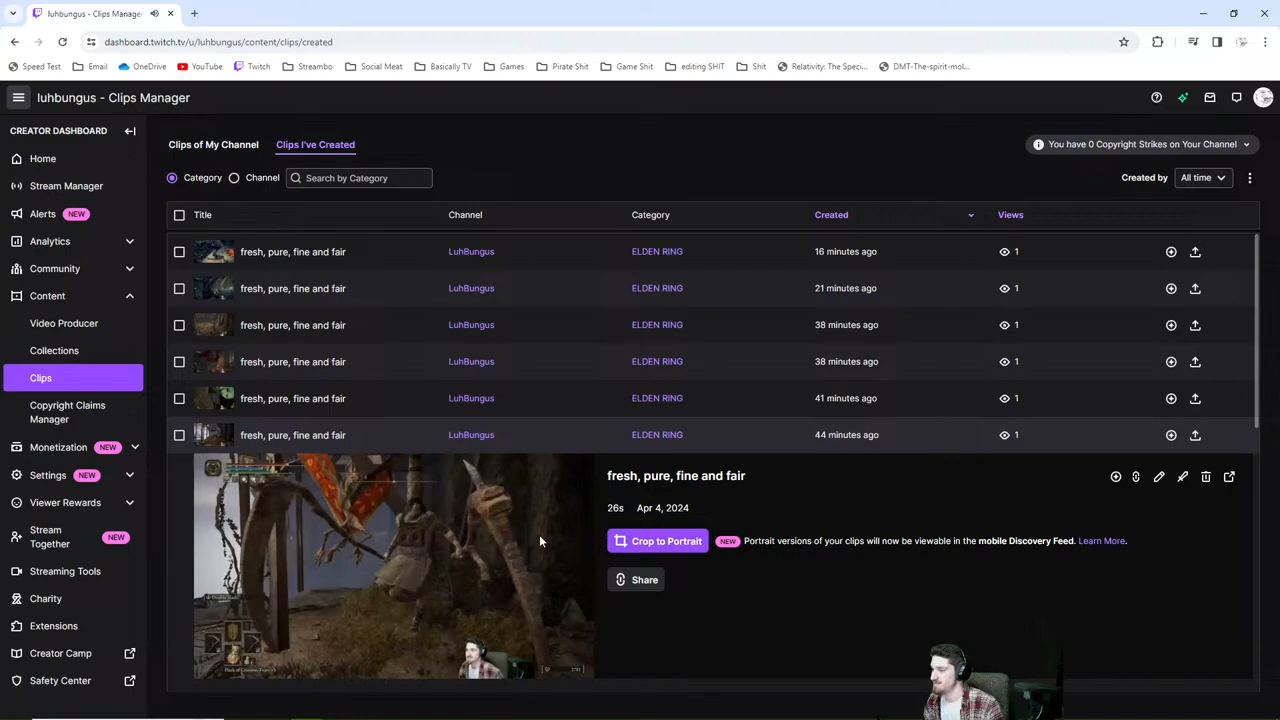 luhbungus - Clips Manager
dashboard.twitch.tv/u/luhbungus/content/clips/created
Speed Test Email OneDrive YouTube Twitch Streambo Social Meat Basically TV Games Pirate Shit Game Shit editing SHIT Shit Relativity: The Speci... DMT-The-spirit-mol...
luhbungus - Clips Manager
CREATOR DASHBOARD
Home
Stream Manager
Alerts NEW
Analytics
Community
Content
Video Producer
Collections
Clips
Copyright Claims
Manager
Monetization NEW
Settings NEW
Viewer Rewards
Stream
Together NEW
Streaming Tools
Charity
Extensions
Creator Camp
Safety Center
Clips of My Channel Clips I've Created
You have 0 Copyright Strikes on Your Channel
Category Channel Search by Category
Created by All time
Title Channel Category Created Views
fresh, pure, fine and fair LuhBungus ELDEN RING 16 minutes ago 1
fresh, pure, fine and fair LuhBungus ELDEN RING 21 minutes ago 1
fresh, pure, fine and fair LuhBungus ELDEN RING 38 minutes ago 1
fresh, pure, fine and fair LuhBungus ELDEN RING 38 minutes ago 1
fresh, pure, fine and fair LuhBungus ELDEN RING 41 minutes ago 1
fresh, pure, fine and fair LuhBungus ELDEN RING 44 minutes ago 1
fresh, pure, fine and fair
26s Apr 4, 2024
Crop to Portrait NEW Portrait versions of your clips will now be viewable in the mobile Discovery Feed. Learn More.
Share